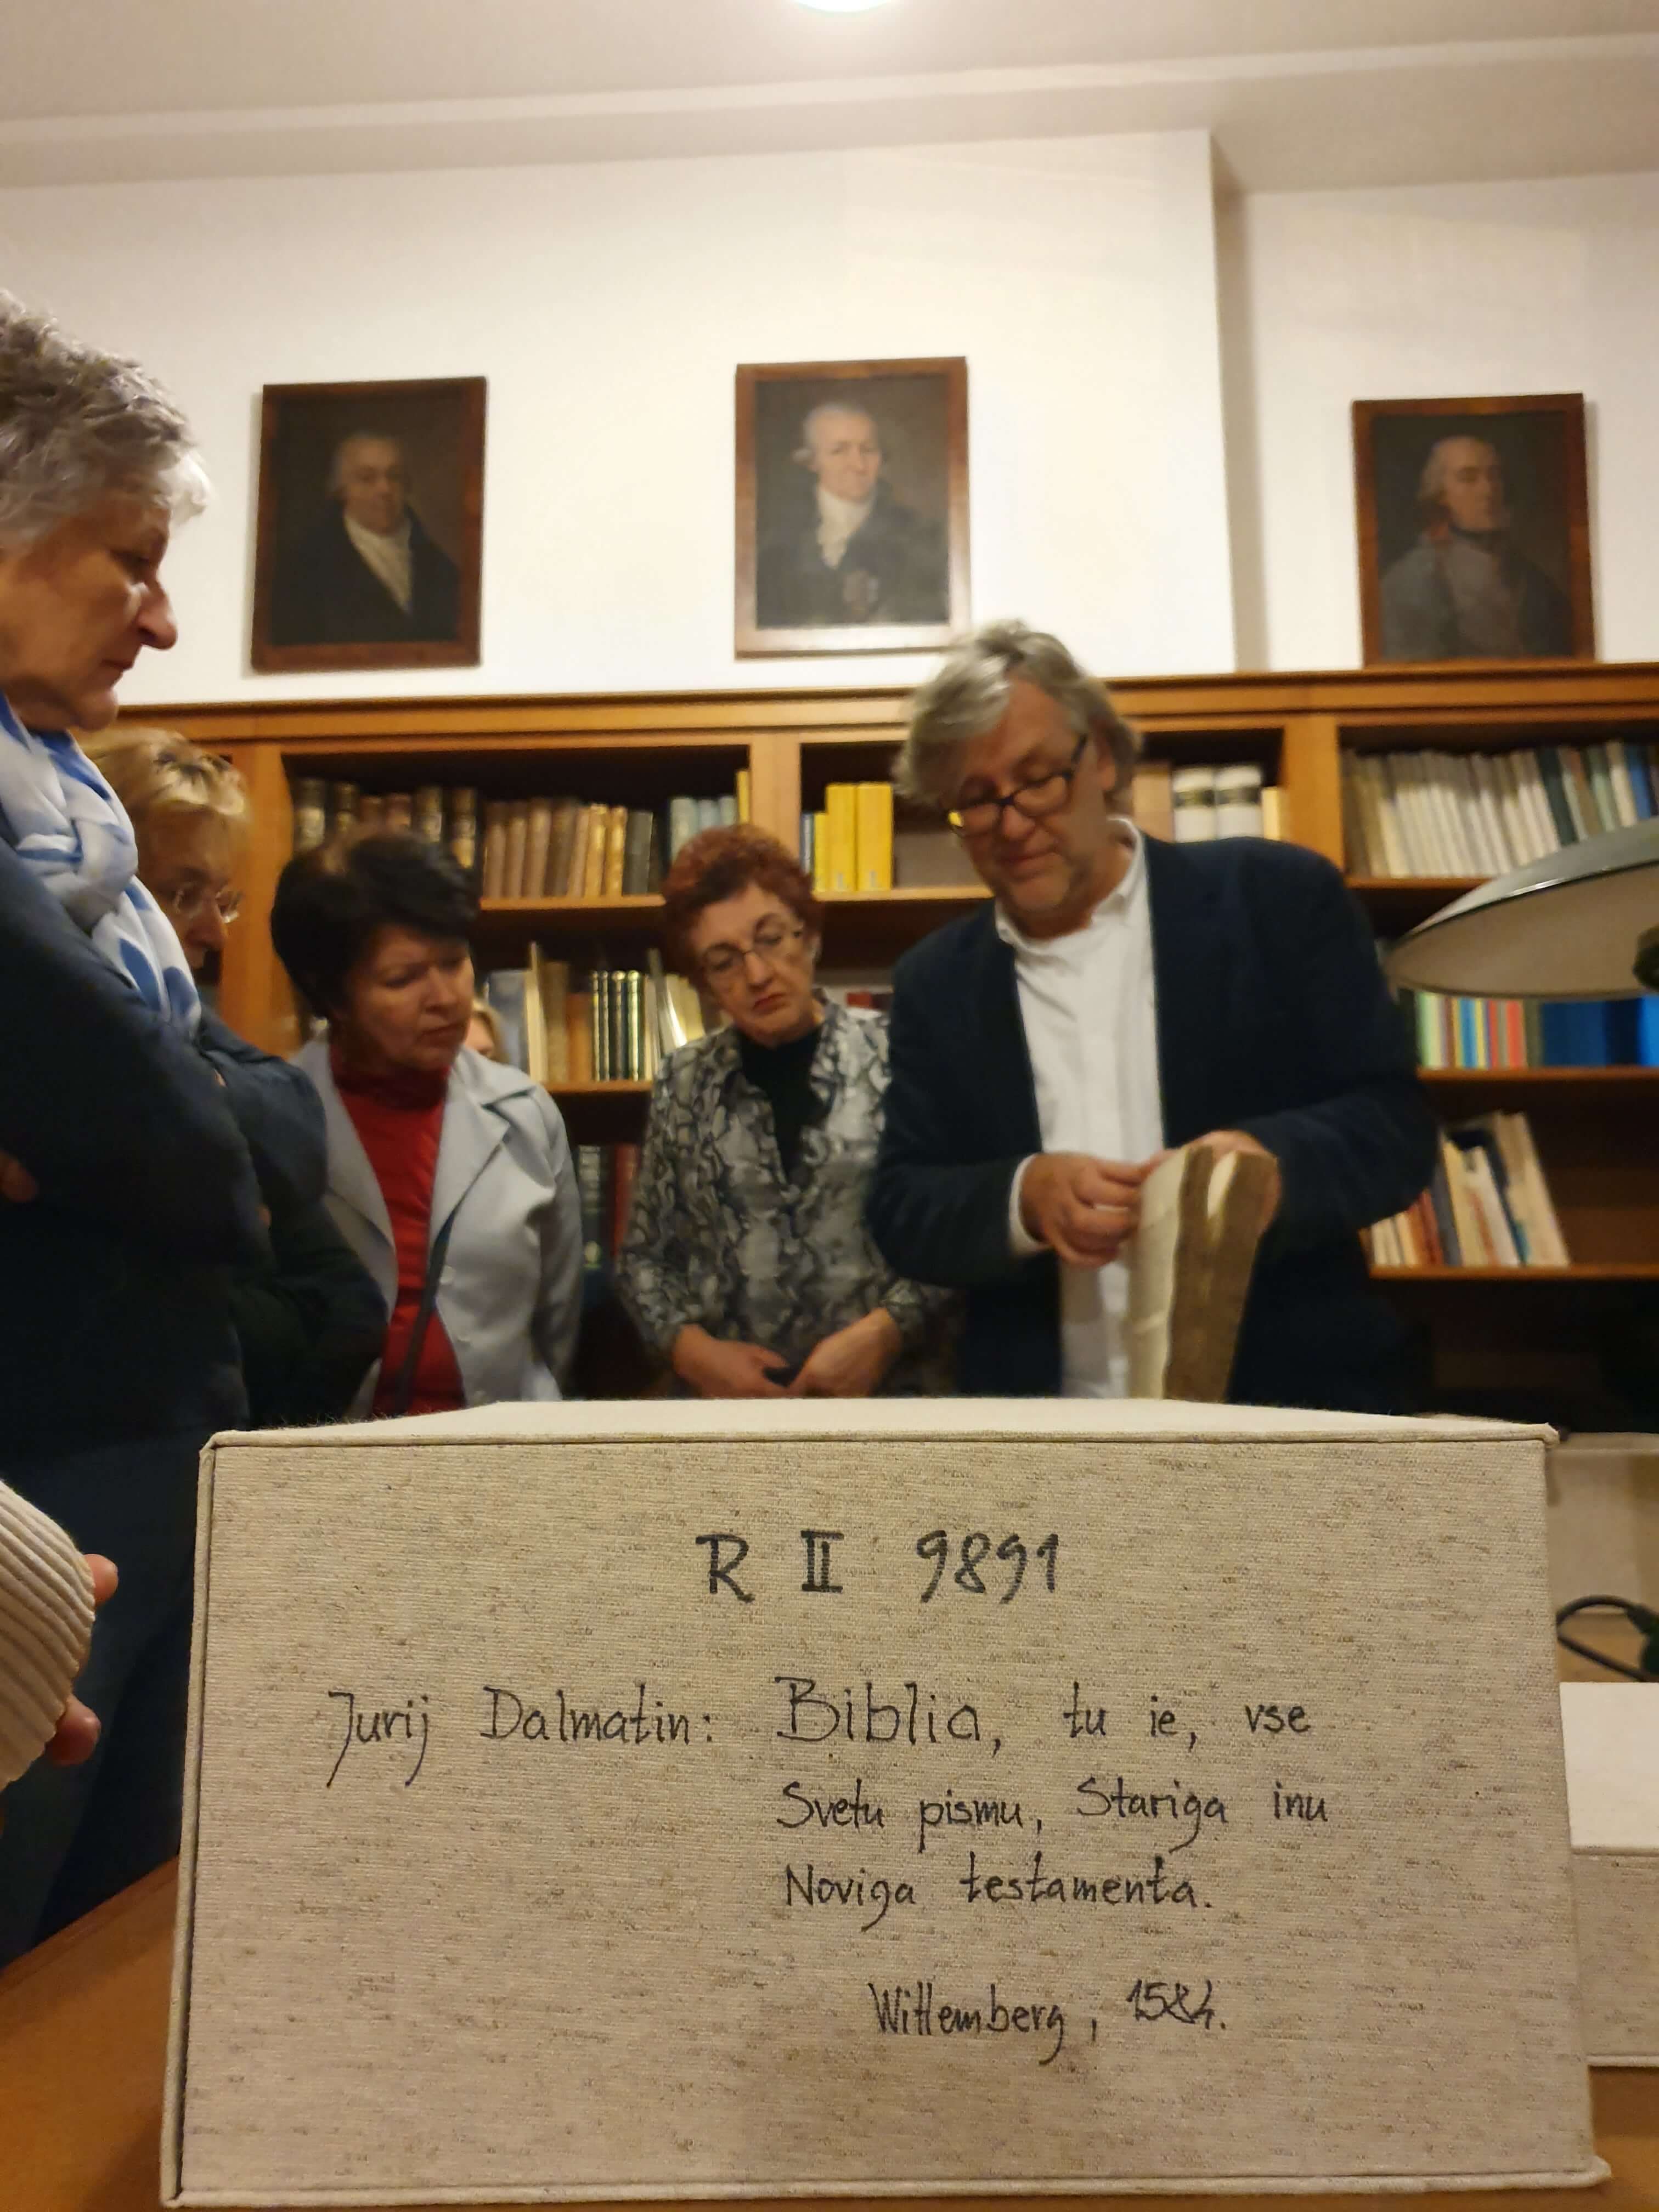 R II 9891
Jurij Dalmatin: Biblia, tu ie, vse
Svetu pismu, Stariga inu
Noviga testamenta.
Wittemberg, 1584.